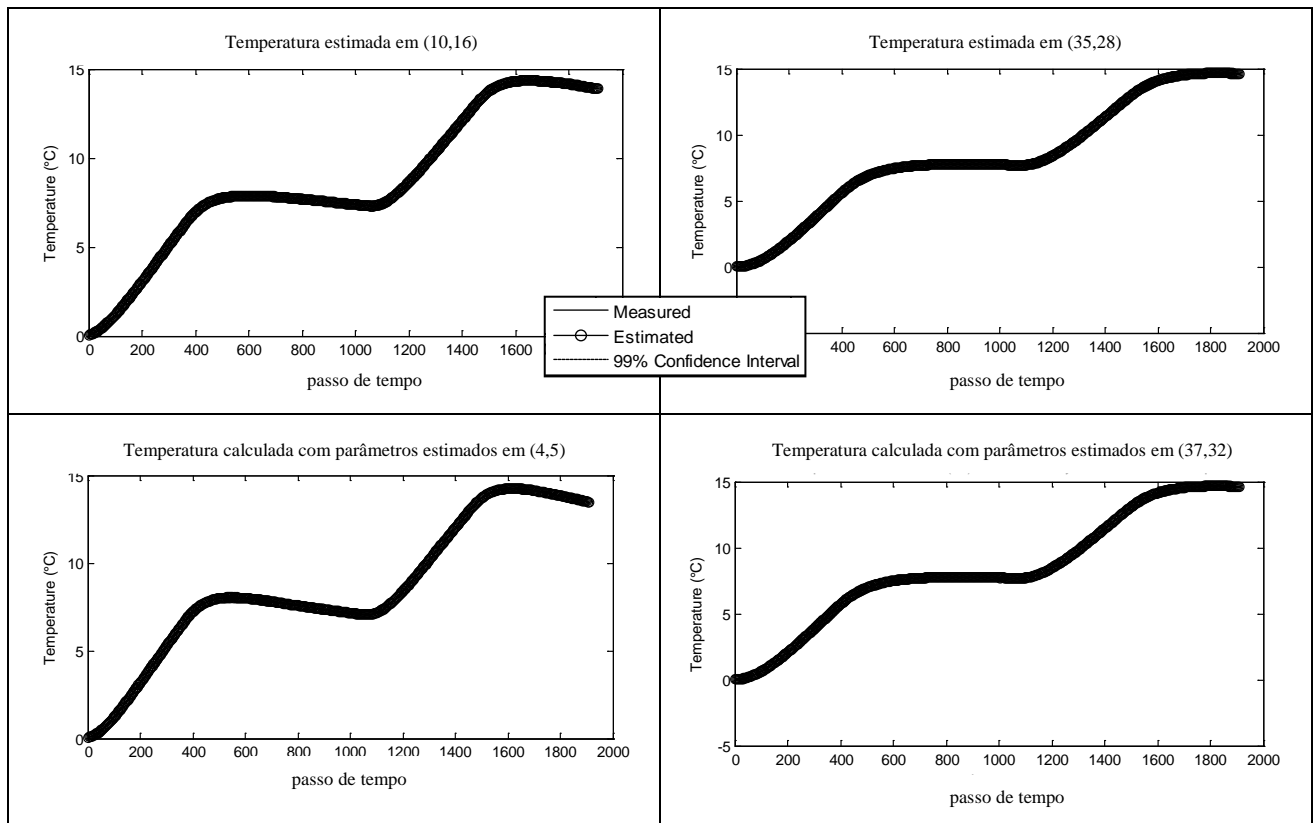 Temperatura estimada em (10,16)
15
10
5
0
Temperature (°C)
0 200 400 600 800 1000 1200 1400 1600
passo de tempo
Temperatura estimada em (35,28)
15
10
5
0
Temperature (°C)
400 600 800 1000 1200 1400 1600 1800 2000
passo de tempo
Measured
Estimated
99% Confidence Interval
Temperatura calculada com parâmetros estimados em (4,5)
15
10
5
0
Temperature (°C)
0 200 400 600 800 1000 1200 1400 1600 1800 2000
passo de tempo
Temperatura calculada com parâmetros estimados em (37,32)
15
10
5
0
-5
Temperature (°C)
0 200 400 600 800 1000 1200 1400 1600 1800 2000
passo de tempo